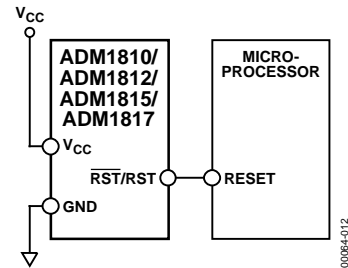 VCC
ADM1810/
ADM1812/
ADM1815/
ADM1817
VCC
RST/RST
GND
MICRO-
PROCESSOR
RESET
00064-012